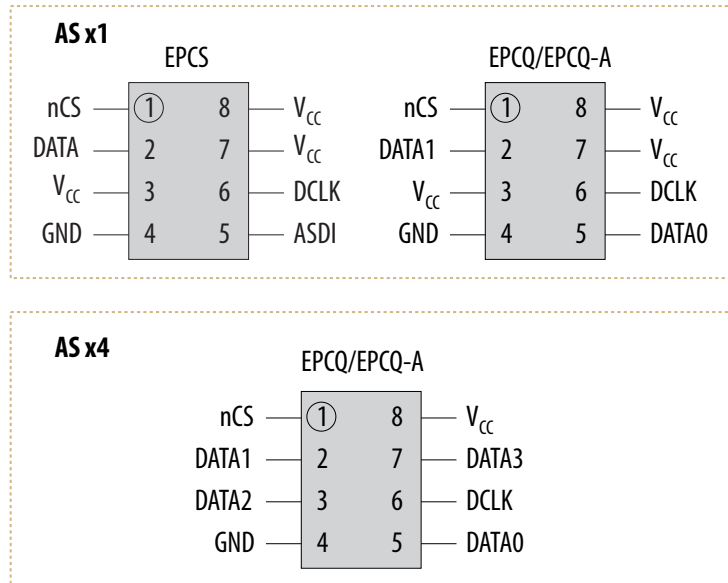 AS x1
EPCS EPCQ/EPCQ-A
nCS 1 8 VCC nCS 1 8 VCC
DATA 2 7 VCC DATA1 2 7 VCC
VCC 3 6 DCLK VCC 3 6 DCLK
GND 4 5 ASDI GND 4 5 DATA0
AS x4
EPCQ/EPCQ-A
nCS 1 8 VCC
DATA1 2 7 DATA3
DATA2 3 6 DCLK
GND 4 5 DATA0